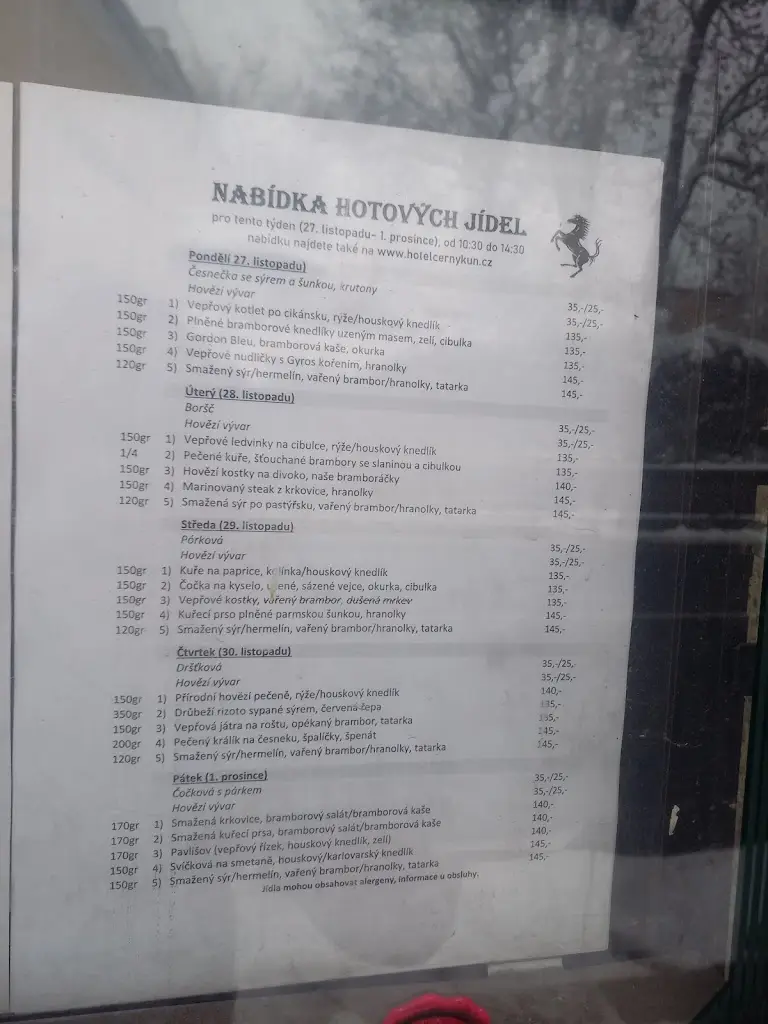 NABÍDKA HOTOVÝCH JÍDEL
pro tento týden (27. listopadu- 1. prosince), od 10:30 do 14:30
nabídku najdete také na www.hotelcernykun.cz
Pondělí 27. listopadu)
Česnečka se sýrem a šunkou, krutony 35,-/25,-
Hovězí vývar 35,-/25,-
150gr 1) Vepřový kotlet po cikánsku, rýže/houskový knedlík 135,-
150gr 2) Plněné bramborové knedlíky uzeným masem, zelí, cibulka 135,-
150gr 3) Gordon Bleu, bramborová kaše, okurka 135,-
150gr 4) Vepřové nudličky s Gyros kořením, hranolky 145,-
120gr 5) Smažený sýr/hermelín, vařený brambor/hranolky, tatarka 145,-
Úterý (28. listopadu)
Boršč 35,-/25,-
Hovězí vývar 35,-/25,-
150gr 1) Vepřové ledvinky na cibulce, rýže/houskový knedlík 135,-
1/4 2) Pečené kuře, šťouchané brambory se slaninou a cibulkou 135,-
150gr 3) Hovězí kostky na divoko, naše bramboráčky 140,-
150gr 4) Marinovaný steak z krkovice, hranolky 145,-
120gr 5) Smažená sýr po pastýřsku, vařený brambor/hranolky, tatarka 145,-
Středa (29. listopadu)
Pórková 35,-/25,-
Hovězí vývar 35,-/25,-
150gr 1) Kuře na paprice, kolínka/houskový knedlík 135,-
150gr 2) Čočka na kyselo, uzené, sázené vejce, okurka, cibulka 135,-
150gr 3) Vepřové kostky, vařený brambor, dušená mrkev 135,-
150gr 4) Kuřecí prso plněné parmskou šunkou, hranolky 145,-
120gr 5) Smažený sýr/hermelín, vařený brambor/hranolky, tatarka 145,-
Čtvrtek (30. listopadu)
Dršťková 35,-/25,-
Hovězí vývar 35,-/25,-
150gr 1) Přírodní hovězí pečeně, rýže/houskový knedlík 140,-
350gr 2) Drůbeží rizoto sypané sýrem, červená řepa 135,-
150gr 3) Vepřová játra na roštu, opékaný brambor, tatarka 135,-
200gr 4) Pečený králík na česneku, špalíčky, špenát 145,-
120gr 5) Smažený sýr/hermelín, vařený brambor/hranolky, tatarka 145,-
Pátek (1. prosince)
Čočková s párkem 35,-/25,-
Hovězí vývar 35,-/25,-
170gr 1) Smažená krkovice, bramborový salát/bramborová kaše 140,-
170gr 2) Smažená kuřecí prsa, bramborový salát/bramborová kaše 140,-
170gr 3) Pavlišov (vepřový řízek, houskový knedlík, zelí) 140,-
150gr 4) Svíčková na smetaně, houskový/karlovarský knedlík 145,-
150gr 5) Smažený sýr/hermelín, vařený brambor/hranolky, tatarka 145,-
Jídla mohou obsahovat alergeny, informace u obsluhy.